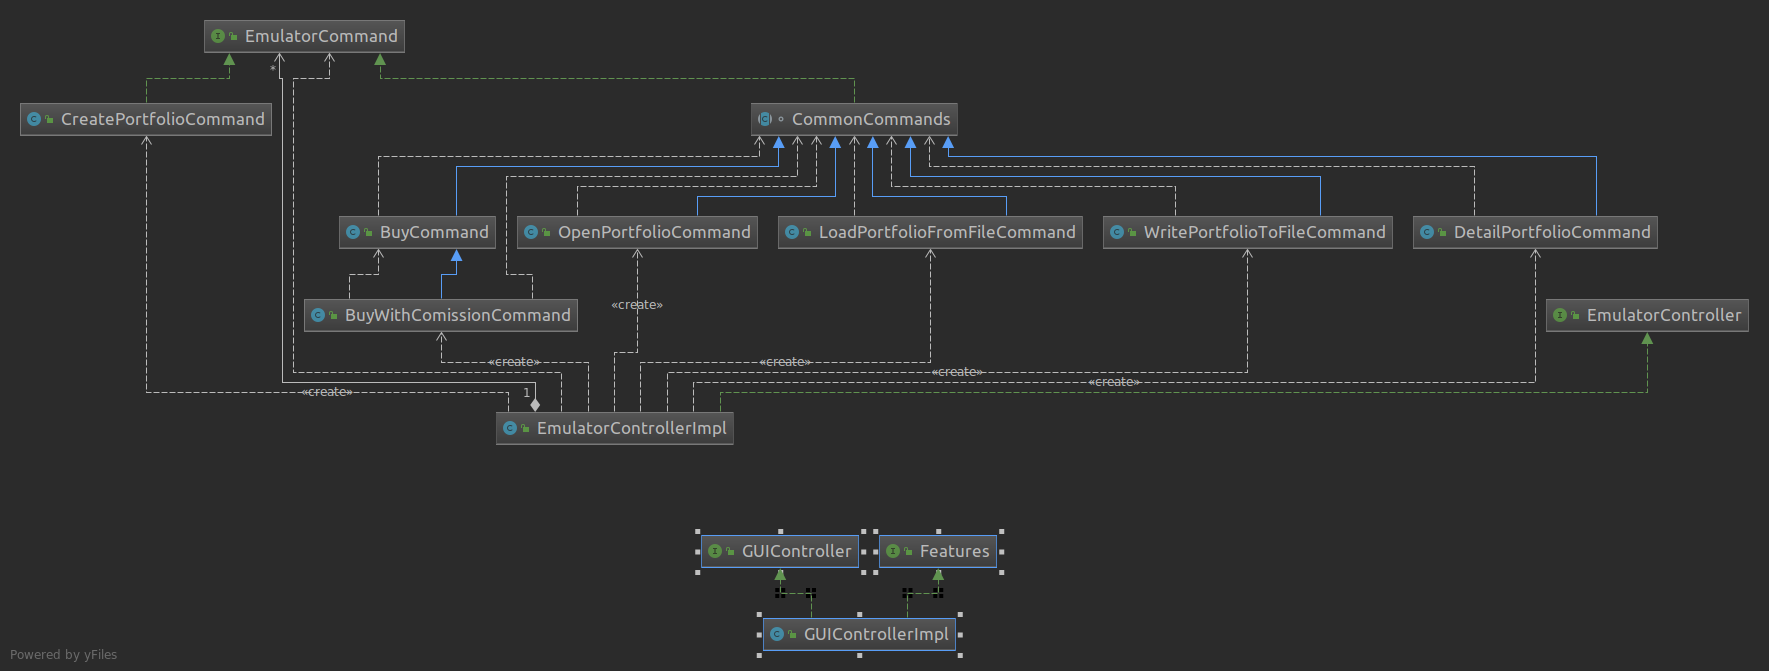 EmulatorCommand
*
CreatePortfolioCommand
CommonCommands
BuyCommand
OpenPortfolioCommand
LoadPortfolioFromFileCommand
WritePortfolioToFileCommand
DetailPortfolioCommand
«create»
BuyWithComissionCommand
EmulatorController
«create»
«create»
«create»
«create»
«create»
1
EmulatorControllerImpl
GUIController
Features
GUIControllerImpl
Powered by yFiles